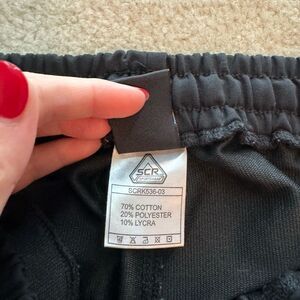 SCR
SCRK536-03
70% COTTON
20% POLYESTER
10% LYCRA